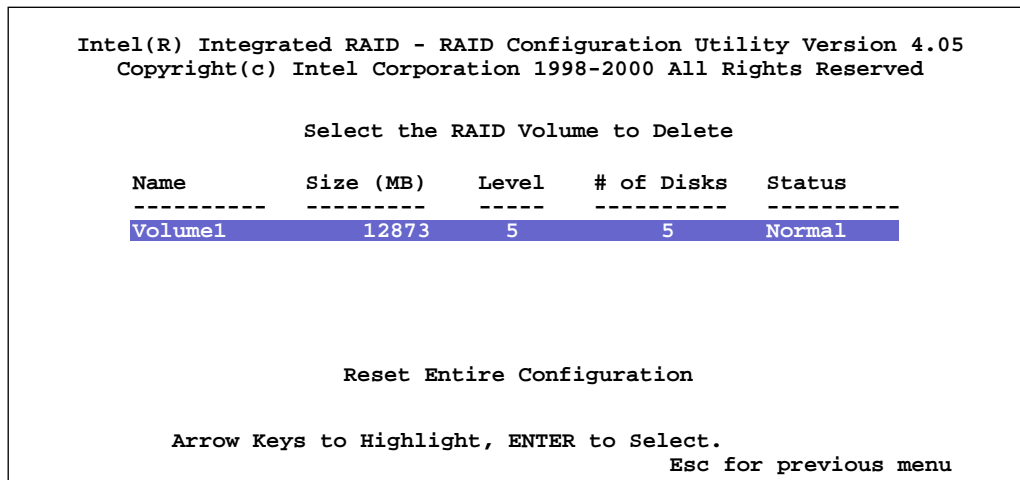 Intel(R) Integrated RAID - RAID Configuration Utility Version 4.05
Copyright(c) Intel Corporation 1998-2000 All Rights Reserved
Select the RAID Volume to Delete
Name Size (MB) Level # of Disks Status
---------- --------- ----- ---------- ----------
Volume1 12873 5 5 Normal
Reset Entire Configuration
Arrow Keys to Highlight, ENTER to Select.
Esc for previous menu